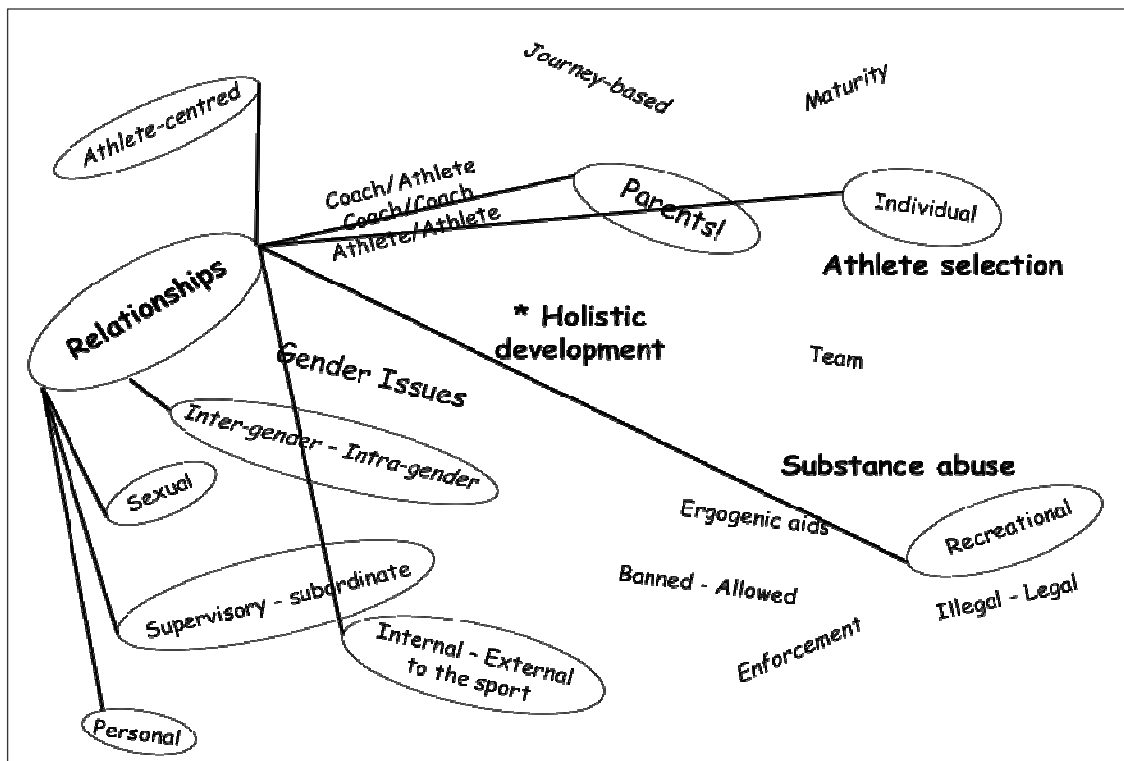 Journey-based
Maturity
Athlete-centred
Coach/Athlete
Coach/Coach
Athlete/Athlete
Parents!
Individual
Athlete selection
Relationships
* Holistic
development
Team
Gender Issues
Inter-gender - Intra-gender
Substance abuse
Sexual
Ergogenic aids
Recreational
Banned - Allowed
Illegal - Legal
Supervisory - subordinate
Internal - External
to the sport
Enforcement
Personal